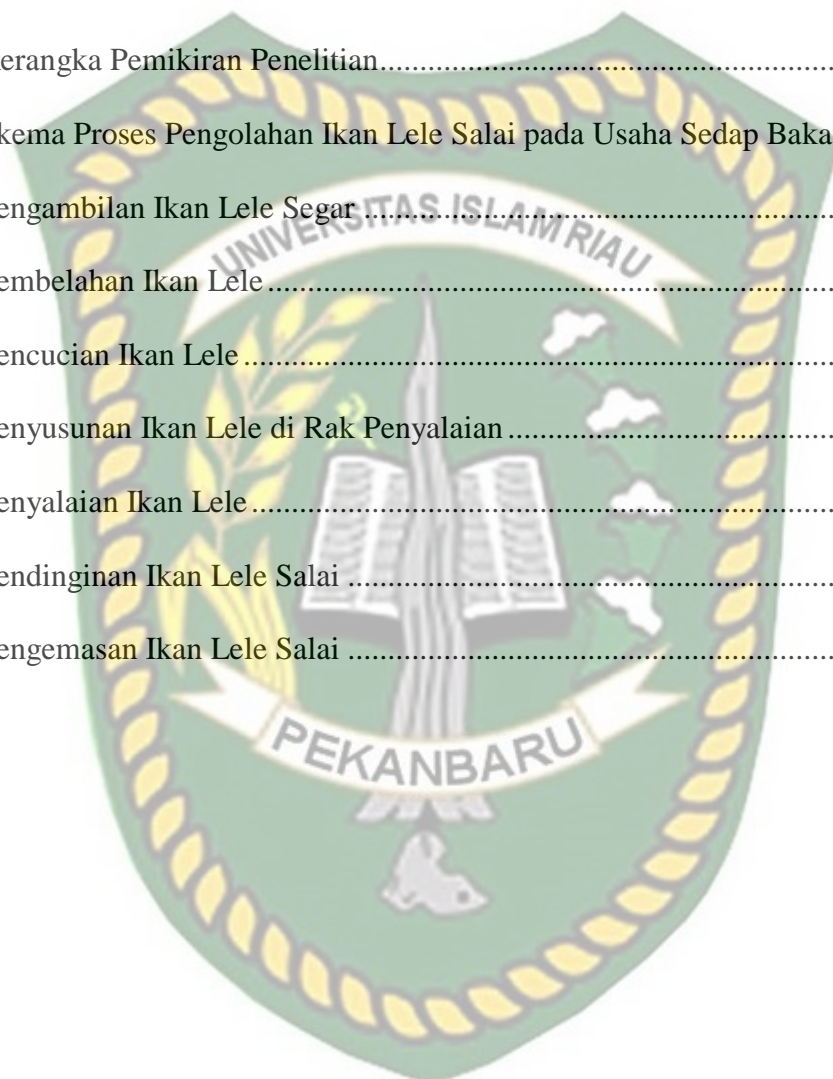 erangka Pemikiran Penelitian..........................................................
kema Proses Pengolahan Ikan Lele Salai pada Usaha Sedap Baka
engambilan Ikan Lele Segar ............................................................
UNIVERSITAS ISLAM RIAU
embelahan Ikan Lele........................................................................
encucian Ikan Lele...........................................................................
enyusunan Ikan Lele di Rak Penyalaian ..........................................
enyalaian Ikan Lele..........................................................................
endinginan Ikan Lele Salai ..............................................................
engemasan Ikan Lele Salai ..............................................................
PEKANBARU